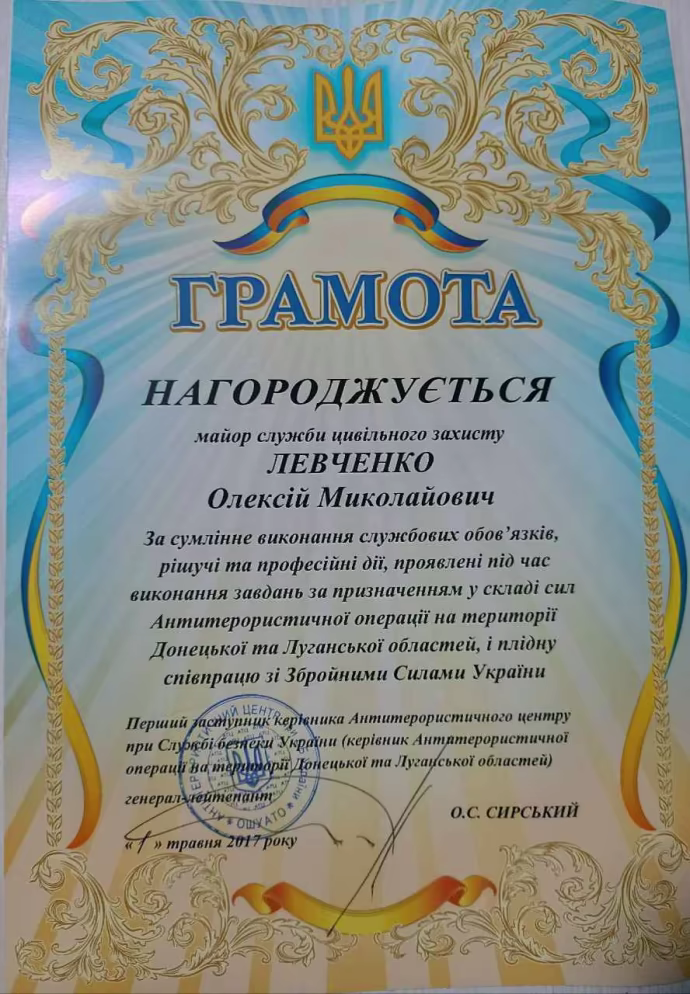 ГРАМОТА
НАГОРОДЖУЄТЬСЯ
майор служби цивільного захисту
ЛЕВЧЕНКО
Олексій Миколайович
За сумлінне виконання службових обов’язків,
рішучі та професійні дії, проявлені під час
виконання завдань за призначенням у складі сил
Антитерористичної операції на території
Донецької та Луганської областей, і плідну
співпрацю зі Збройними Силами України
Перший заступник керівника Антитерористичного центру
при Службі безпеки України (керівник Антитерористичної
операції на території Донецької та Луганської областей)
генерал-лейтенант
О.С. СИРСЬКИЙ
«1» травня 2017 року
ОШУАТО